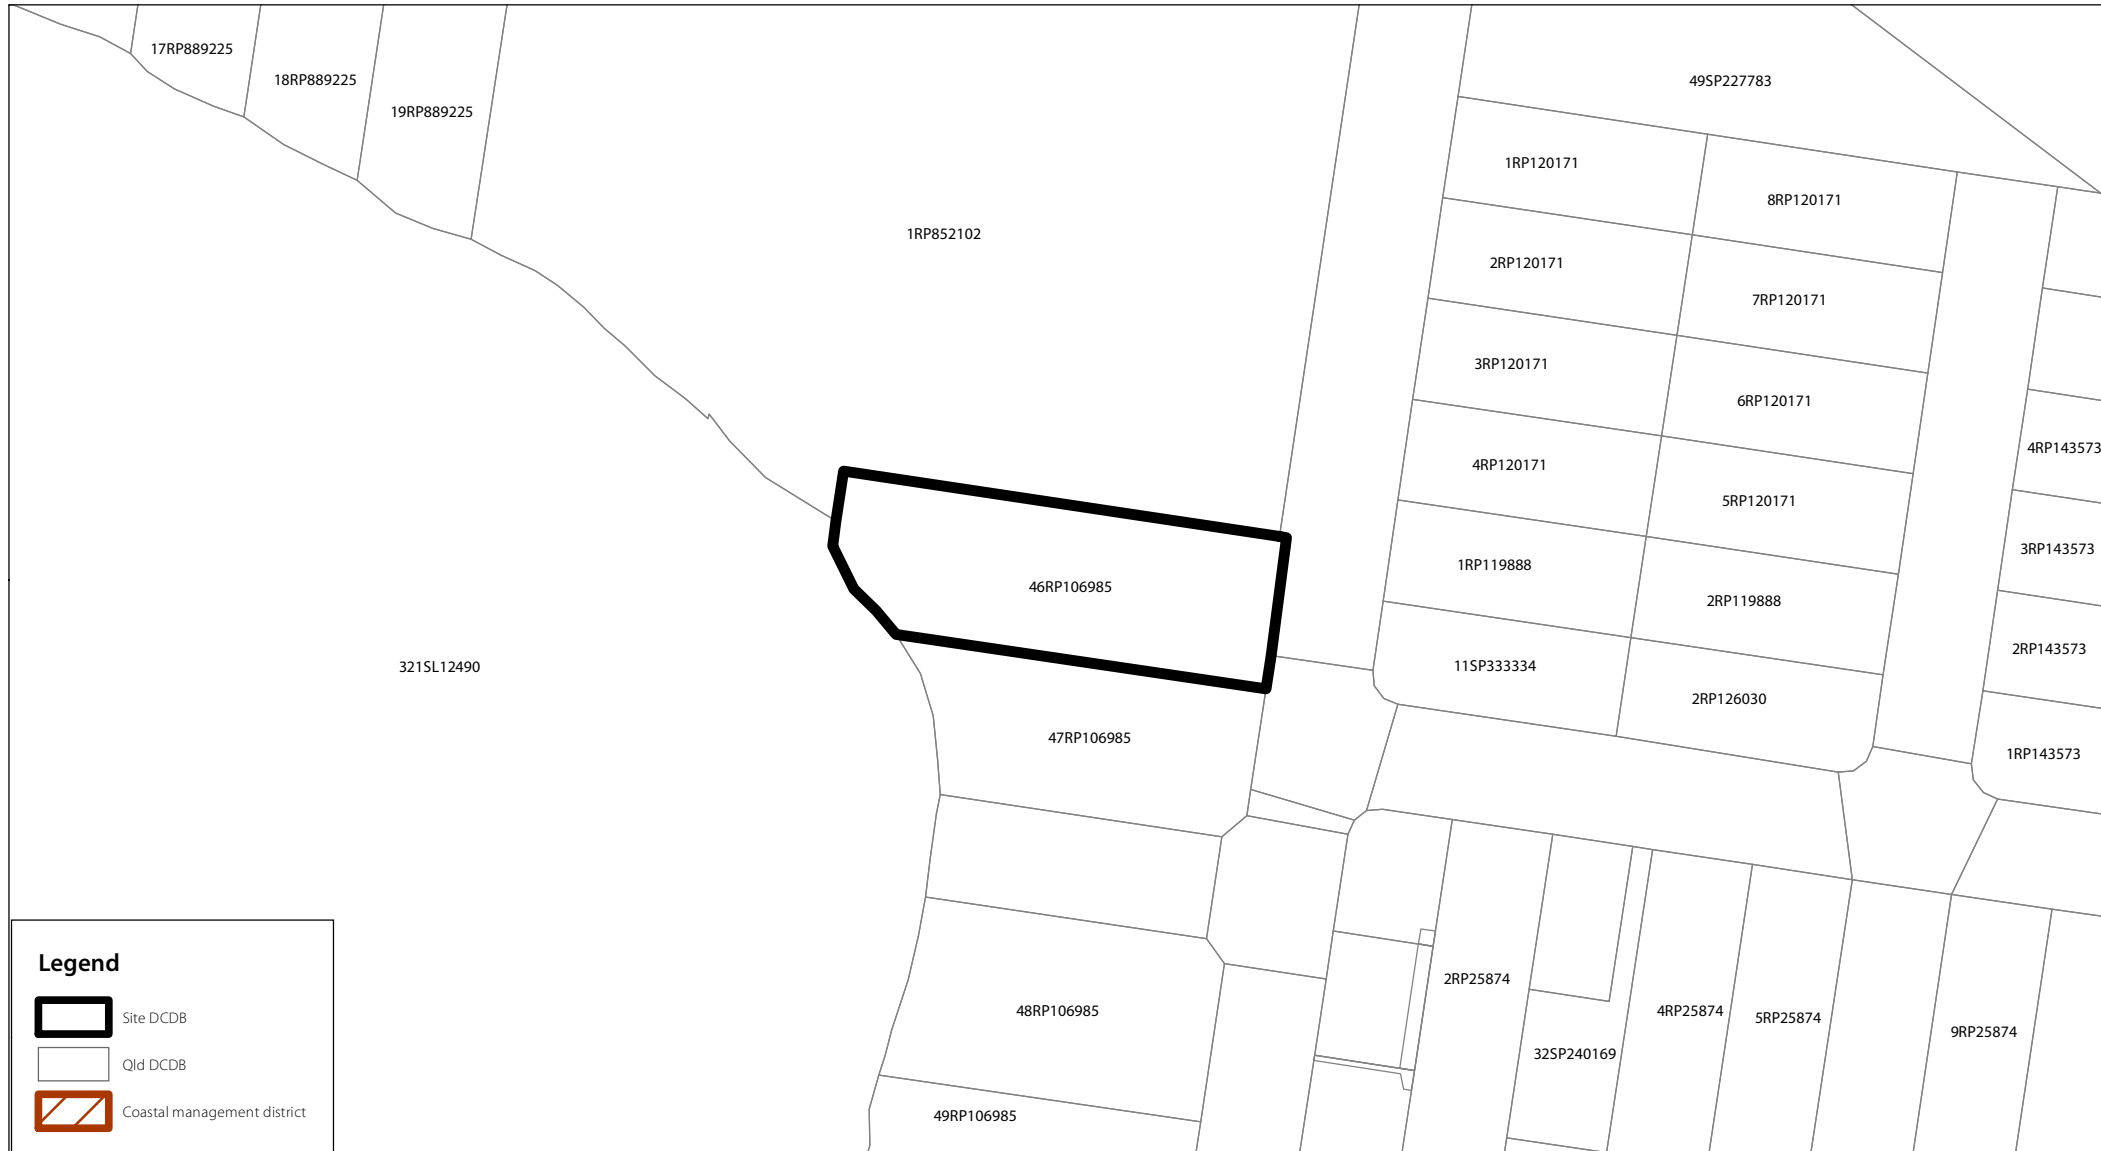 17RP889225
18RP889225
19RP889225
49SP227783
1RP120171
8RP120171
1RP852102
2RP120171
7RP120171
3RP120171
6RP120171
4RP143573
4RP120171
5RP120171
3RP143573
1RP119888
46RP106985
2RP119888
2RP143573
321SL12490
11SP333334
2RP126030
47RP106985
1RP143573
2RP25874
48RP106985
4RP25874
5RP25874
9RP25874
32SP240169
49RP106985
Legend
Site DCDB
Qld DCDB
Coastal management district